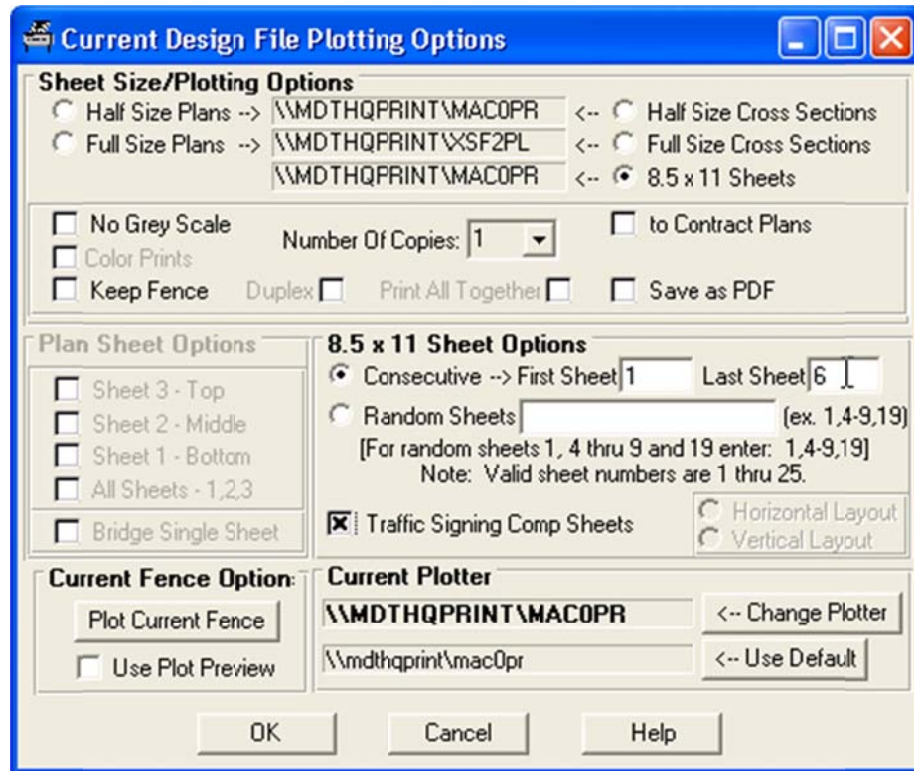 Current Design File Plotting Options
Sheet Size/Plotting Options
Half Size Plans --> \\MDTHQPRINT\MAC0PR <-- Half Size Cross Sections
Full Size Plans --> \\MDTHQPRINT\XSF2PL <-- Full Size Cross Sections
\\MDTHQPRINT\MAC0PR <-- 8.5 x 11 Sheets
No Grey Scale Number Of Copies: 1 to Contract Plans
Color Prints
Keep Fence Duplex Print All Together Save as PDF
Plan Sheet Options
Sheet 3 - Top
Sheet 2 - Middle
Sheet 1 - Bottom
All Sheets - 1,2,3
Bridge Single Sheet
8.5 x 11 Sheet Options
Consecutive --> First Sheet 1 Last Sheet 6
Random Sheets (ex. 1,4-9,19)
[For random sheets 1, 4 thru 9 and 19 enter: 1,4-9,19]
Note: Valid sheet numbers are 1 thru 25.
Traffic Signing Comp Sheets
Horizontal Layout
Vertical Layout
Current Fence Option:
Plot Current Fence
Use Plot Preview
Current Plotter
\\MDTHQPRINT\MAC0PR <-- Change Plotter
\\mdthqprint\mac0pr <-- Use Default
OK Cancel Help